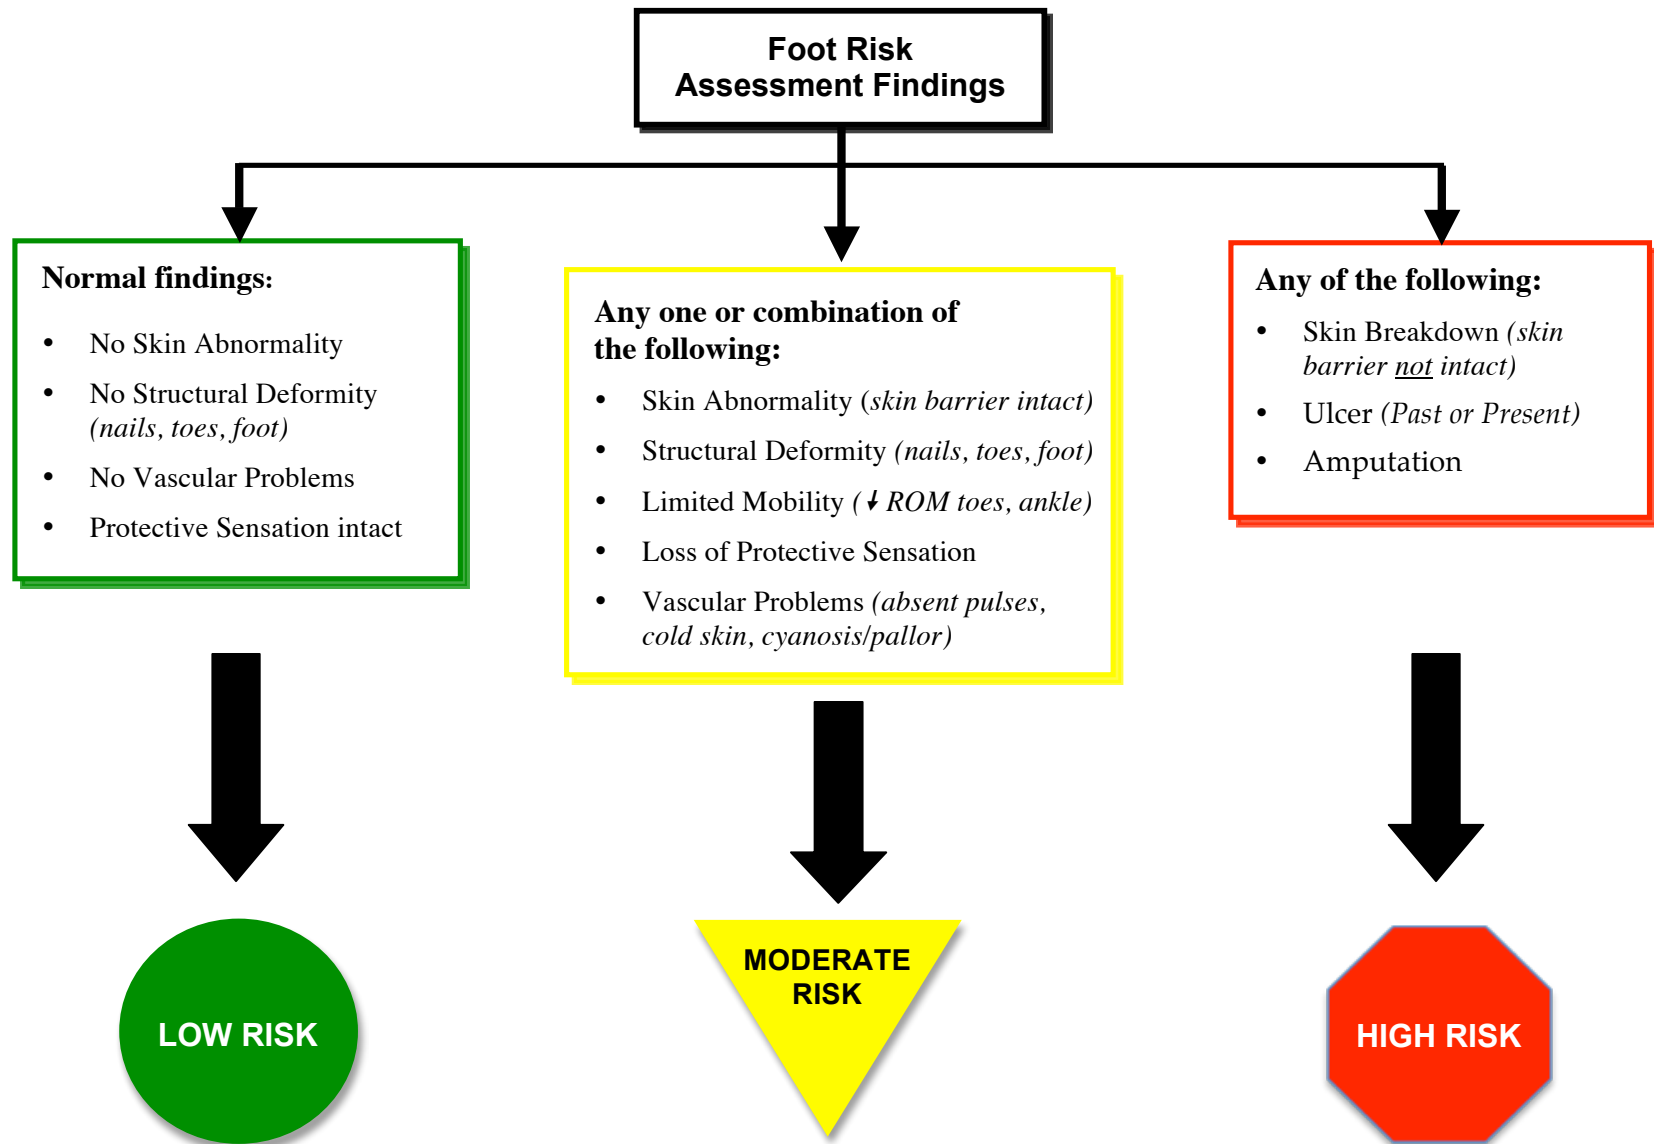 Foot Risk
Assessment Findings
Normal findings:
• No Skin Abnormality
• No Structural Deformity
(nails, toes, foot)
• No Vascular Problems
• Protective Sensation intact
Any one or combination of
the following:
• Skin Abnormality (skin barrier intact)
• Structural Deformity (nails, toes, foot)
• Limited Mobility (↓ ROM toes, ankle)
• Loss of Protective Sensation
• Vascular Problems (absent pulses,
cold skin, cyanosis/pallor)
Any of the following:
• Skin Breakdown (skin
barrier not intact)
• Ulcer (Past or Present)
• Amputation
LOW RISK
MODERATE
RISK
HIGH RISK